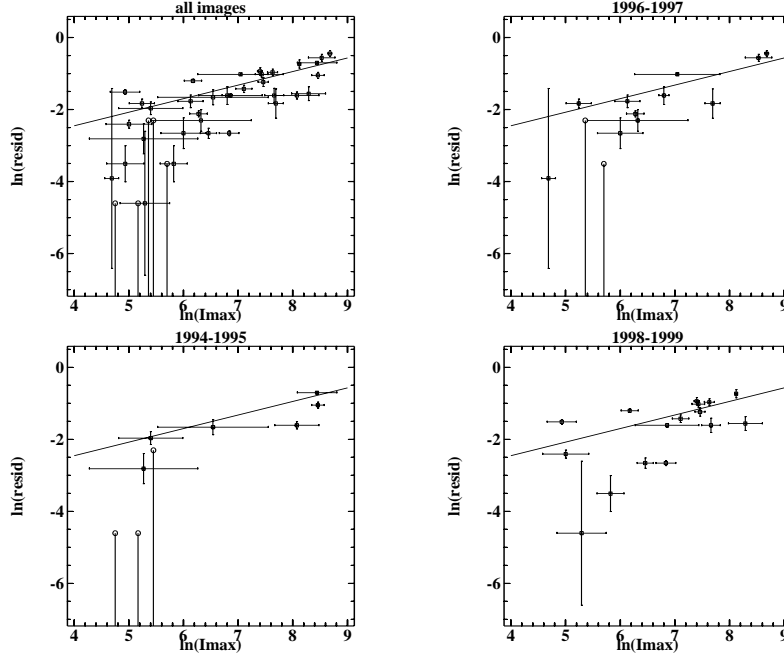 all images
0
-2
-4
-6
ln(resid)
4 5 6 7 8 9
ln(Imax)
1996-1997
0
-2
-4
-6
ln(resid)
4 5 6 7 8 9
ln(Imax)
1994-1995
0
-2
-4
-6
ln(resid)
4 5 6 7 8 9
ln(Imax)
1998-1999
0
-2
-4
-6
ln(resid)
4 5 6 7 8 9
ln(Imax)